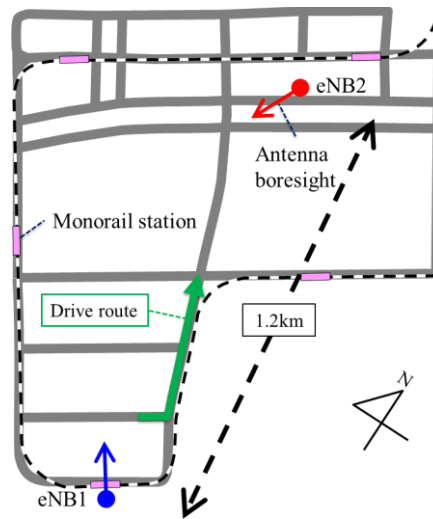 eNB2
Antenna
boresight
Monorail station
Drive route
1.2km
N
eNB1